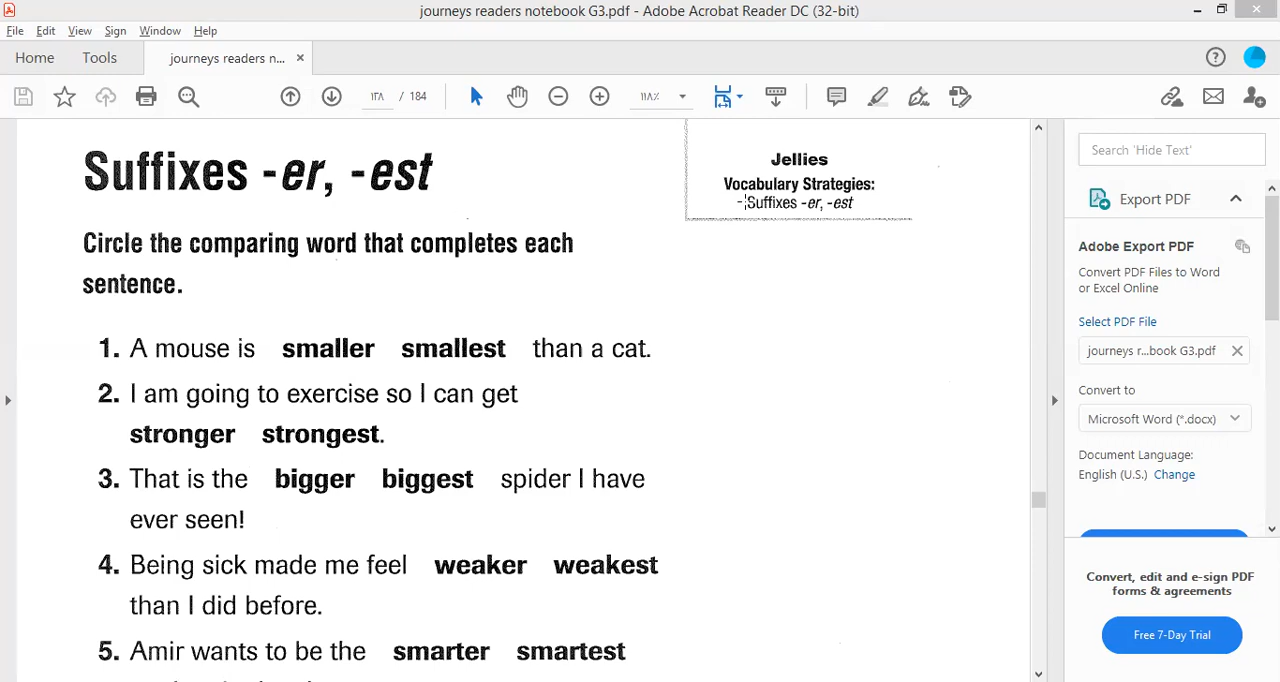 journeys readers notebook G3.pdf - Adobe Acrobat Reader DC (32-bit)
File Edit View Sign Window Help
Home Tools journeys readers n... ×
١٣٨ / 184 ١١٨٪
Suffixes -er, -est
Jellies
Vocabulary Strategies:
Suffixes -er, -est
Circle the comparing word that completes each
sentence.
1. A mouse is smaller smallest than a cat.
2. I am going to exercise so I can get
stronger strongest.
3. That is the bigger biggest spider I have
ever seen!
4. Being sick made me feel weaker weakest
than I did before.
5. Amir wants to be the smarter smartest
Search 'Hide Text'
Export PDF
Adobe Export PDF
Convert PDF Files to Word
or Excel Online
Select PDF File
journeys r...book G3.pdf
Convert to
Microsoft Word (*.docx)
Document Language:
English (U.S.) Change
Convert, edit and e-sign PDF
forms & agreements
Free 7-Day Trial